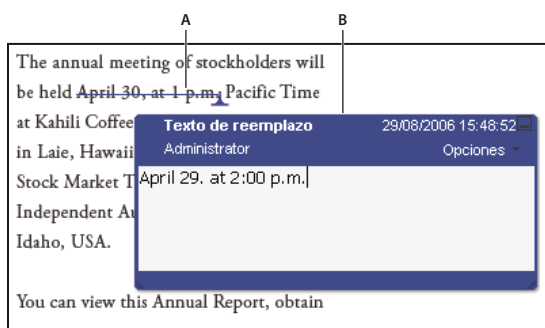 A B
The annual meeting of stockholders will
be held April 30, at 1 p.m. Pacific Time
at Kahili Coffee
in Laie, Hawaii
Stock Market T
Independent Au
Idaho, USA.
You can view this Annual Report, obtain
Texto de reemplazo 29/08/2006 15:48:52
Administrator Opciones
April 29. at 2:00 p.m.